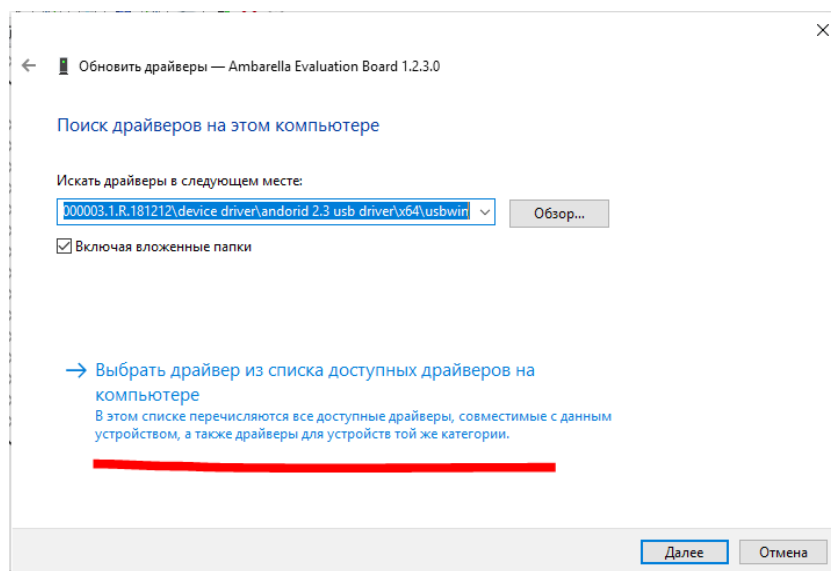 Обновить драйверы — Ambarella Evaluation Board 1.2.3.0
Поиск драйверов на этом компьютере
Искать драйверы в следующем месте:
000003.1.R.181212\device driver\andorid 2.3 usb driver\x64\usbwin
Обзор...
Включая вложенные папки
Выбрать драйвер из списка доступных драйверов на
компьютере
В этом списке перечисляются все доступные драйверы, совместимые с данным
устройством, а также драйверы для устройств той же категории.
Далее
Отмена